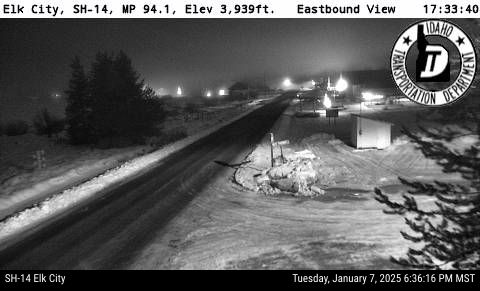 Elk City, SH-14, MP 94.1, Elev 3,939ft. Eastbound View 17:33:40
IDAHO
TRANSPORTATION DEPARTMENT
SH-14 Elk City Tuesday, January 7, 2025 6:36:16 PM MST